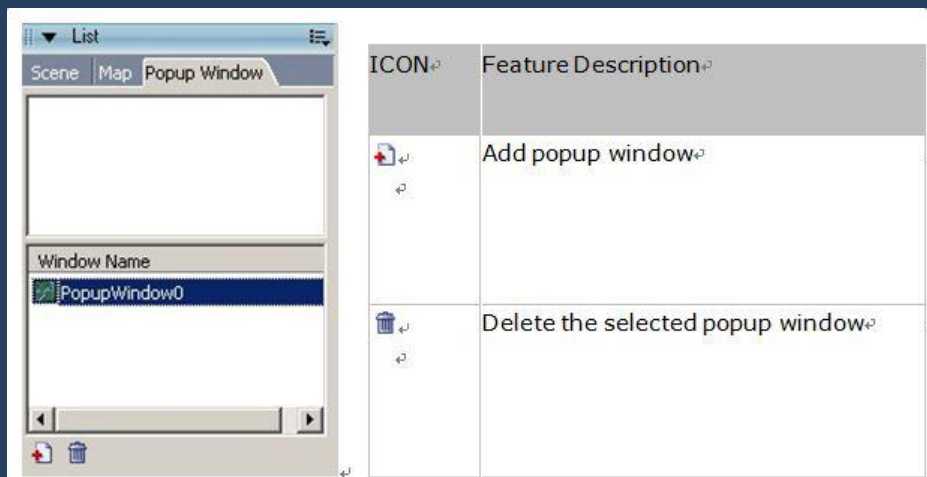 List
Scene Map Popup Window
Window Name
PopupWindow0
ICON Feature Description
Add popup window
Delete the selected popup window